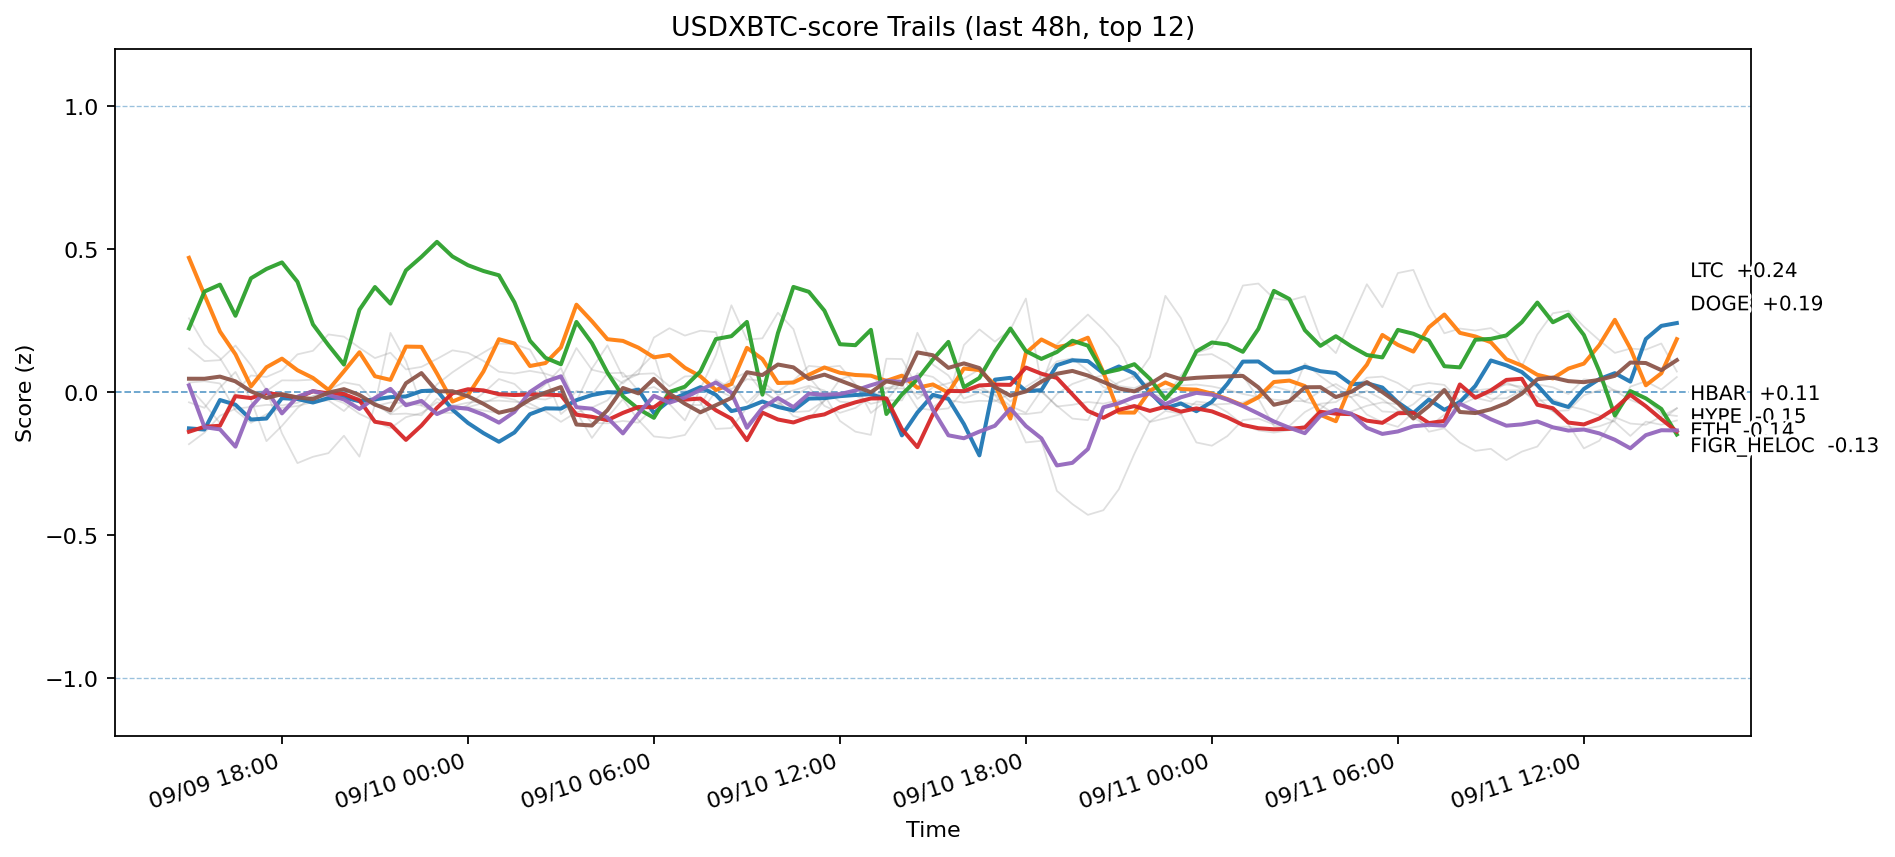 USDXBTC-score Trails (last 48h, top 12)
Score (z)
1.0
0.5
0.0
−0.5
−1.0
LTC +0.24
DOGE +0.19
HBAR +0.11
HYPE -0.15
ETH -0.14
FIGR_HELOC -0.13
09/09 18:00
09/10 00:00
09/10 06:00
09/10 12:00
09/10 18:00
09/11 00:00
09/11 06:00
09/11 12:00
Time